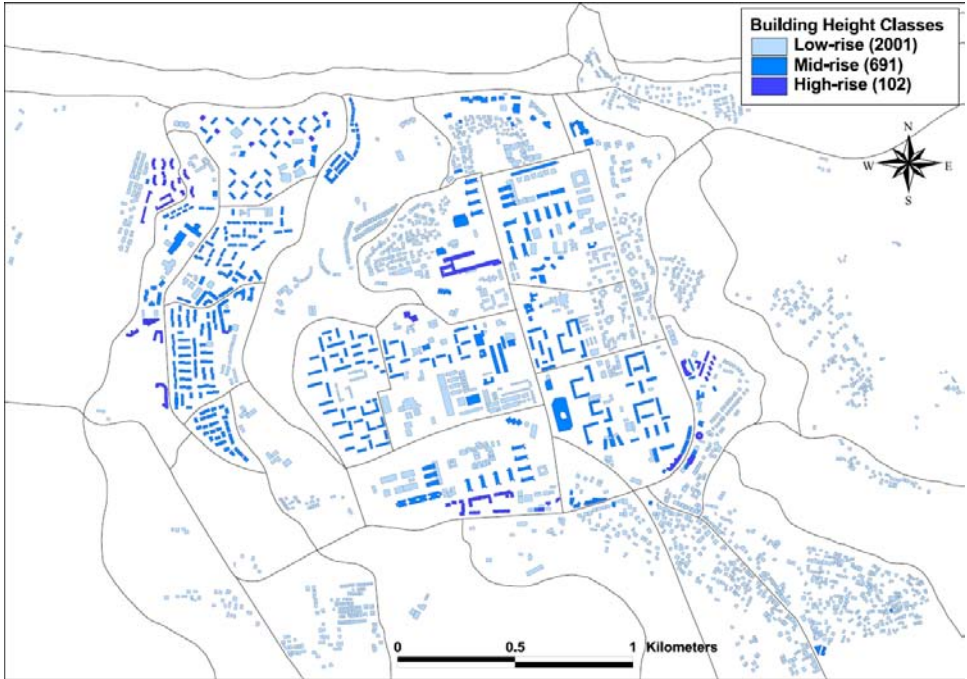 Building Height Classes
Low-rise (2001)
Mid-rise (691)
High-rise (102)
N
W E
S
0 0.5 1 Kilometers